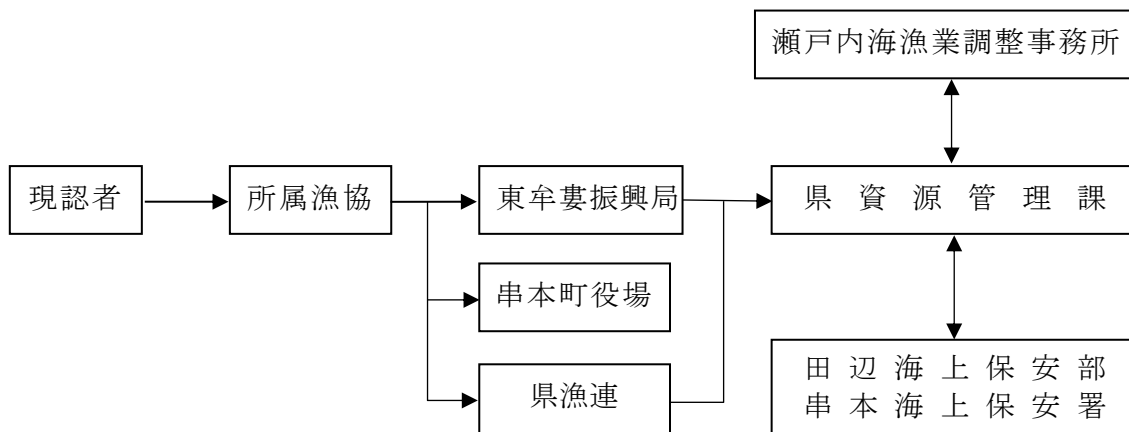 瀬戸内海漁業調整事務所
現認者
所属漁協
東牟婁振興局
県資源管理課
串本町役場
県漁連
田辺海上保安部
串本海上保安署